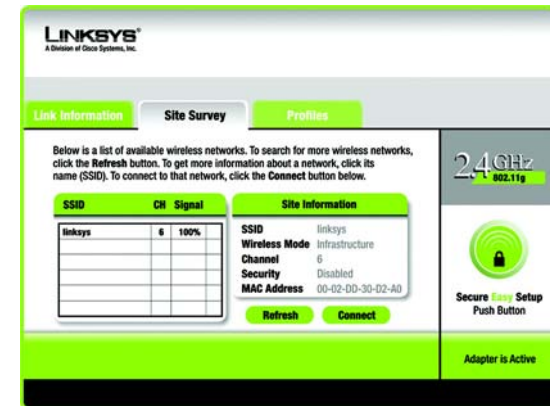 LINKSYS®
A Division of Cisco Systems, Inc.
Link Information
Site Survey
Profiles
Below is a list of available wireless networks. To search for more wireless networks,
click the Refresh button. To get more information about a network, click its
name (SSID). To connect to that network, click the Connect button below.
SSID CH Signal
linksys 6 100%
Site Information
SSID linksys
Wireless Mode Infrastructure
Channel 6
Security Disabled
MAC Address 00-02-DD-30-D2-A0
Refresh
Connect
2.4GHz
802.11g
Secure Easy Setup
Push Button
Adapter is Active